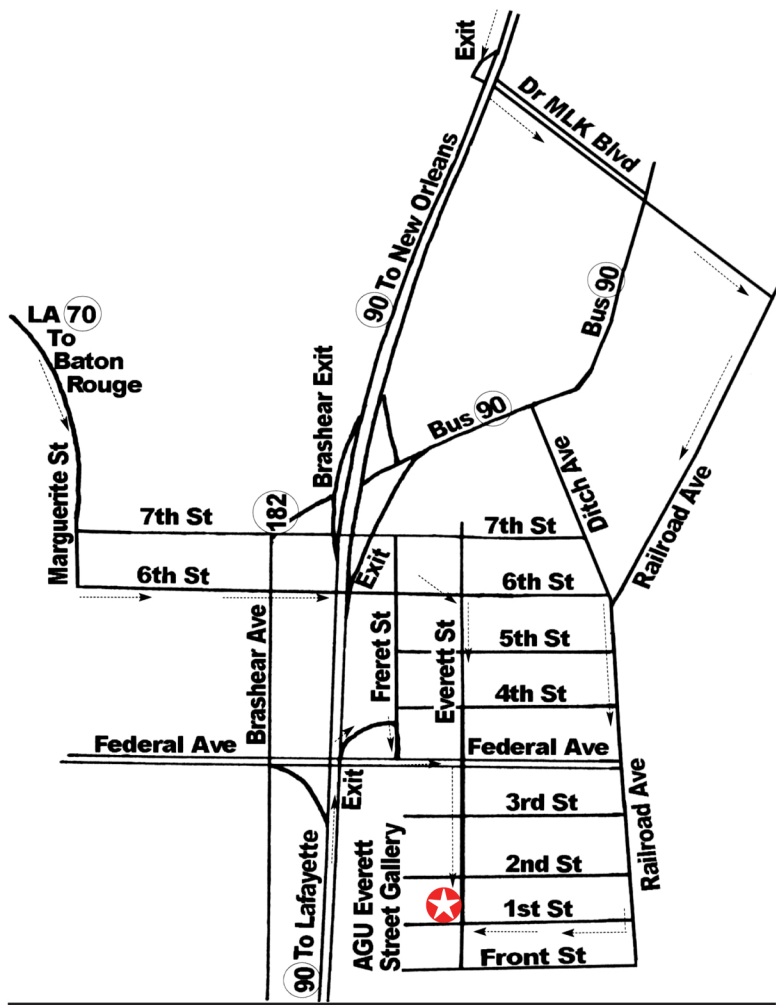 Exit
Dr MLK Blvd
90 To New Orleans
Bus 90
LA 70
To
Baton
Rouge
Brashear Exit
Bus 90
Marguerite St
182
7th St
7th St
Ditch Ave
Railroad Ave
6th St
Exit
6th St
Brashear Ave
Freret St
Everett St
5th St
4th St
Federal Ave
Federal Ave
Exit
3rd St
Railroad Ave
2nd St
1st St
Front St
90 To Lafayette
AGU Everett
Street Gallery